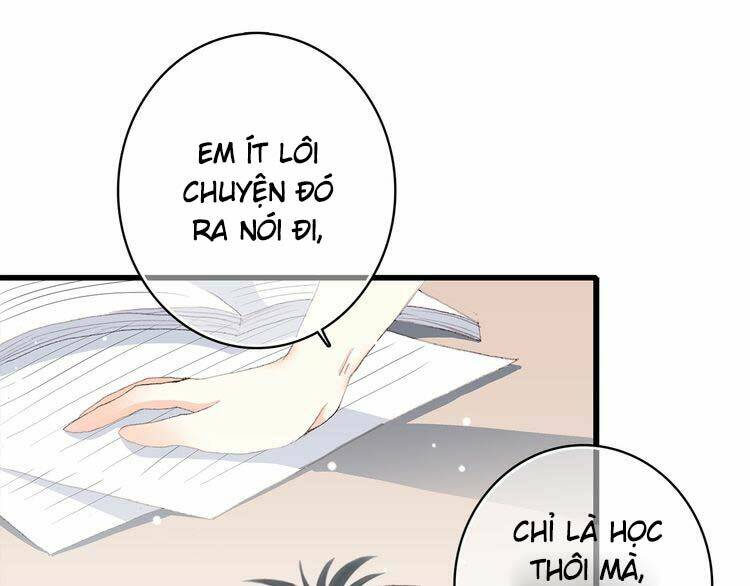 EM ÍT LÔI
CHUYỆN ĐÓ
RA NÓI ĐI,
CHỈ LÀ HỌC
THÔI MÀ,